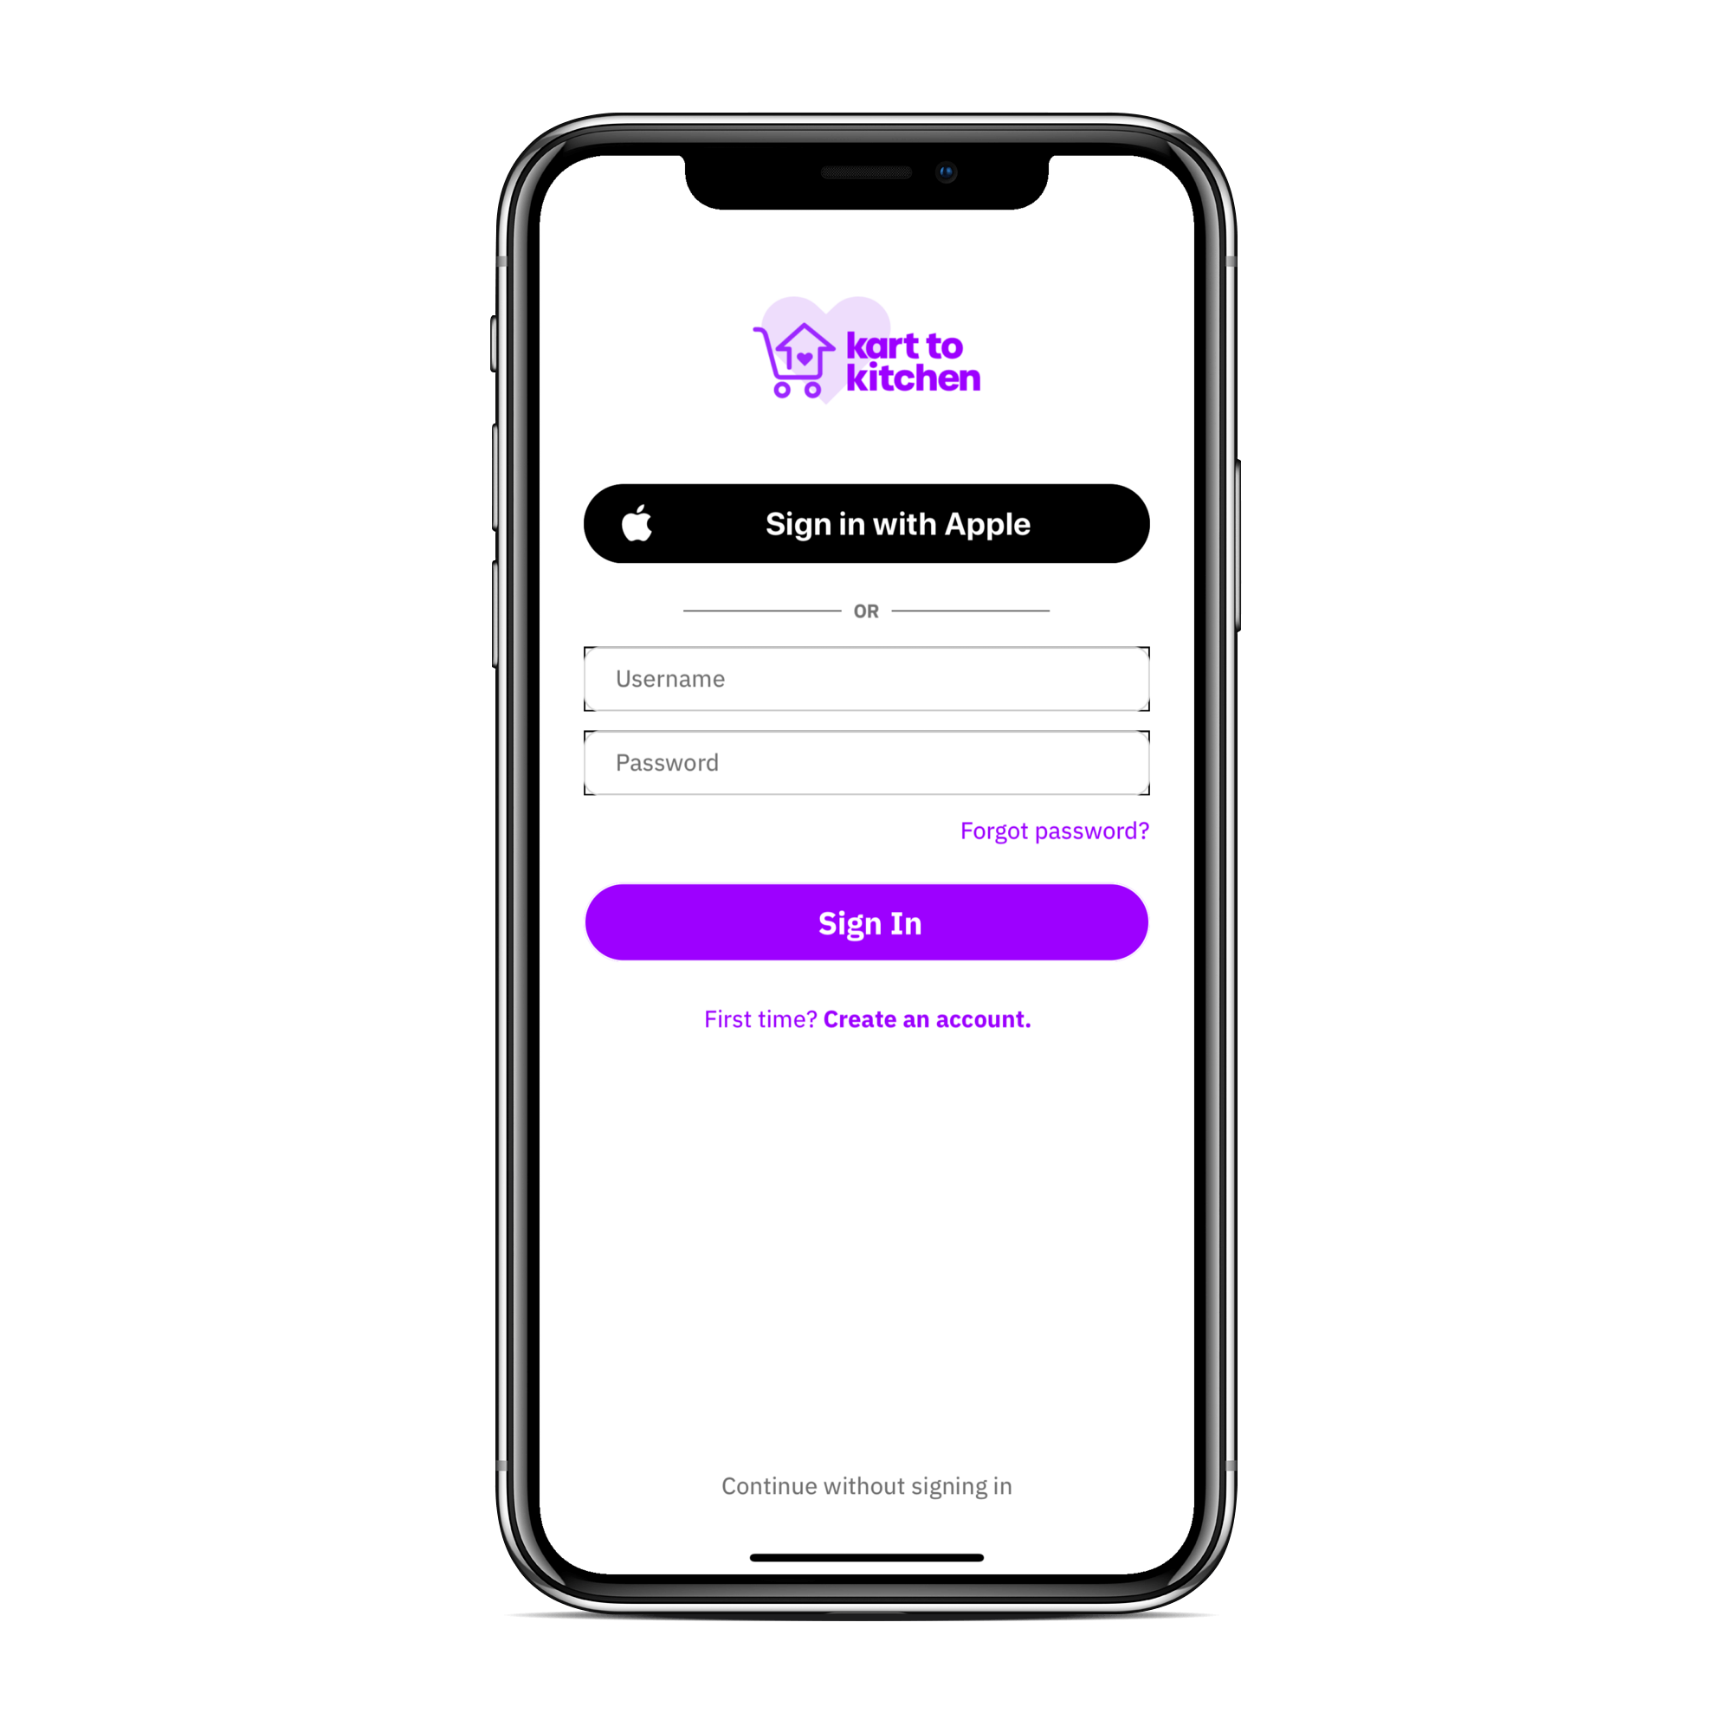 kart to
kitchen
Sign in with Apple
OR
Username
Password
Forgot password?
Sign In
First time? Create an account.
Continue without signing in